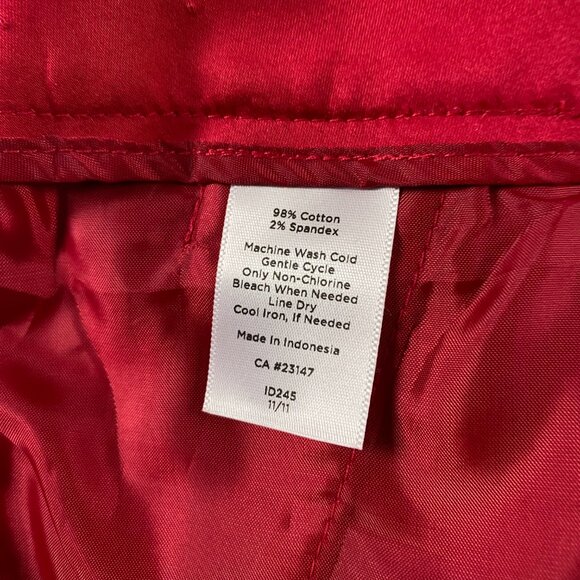 98% Cotton
2% Spandex
Machine Wash Cold
Gentle Cycle
Only Non-Chlorine
Bleach When Needed
Line Dry
Cool Iron, If Needed
Made in Indonesia
CA #23147
ID245
11/11